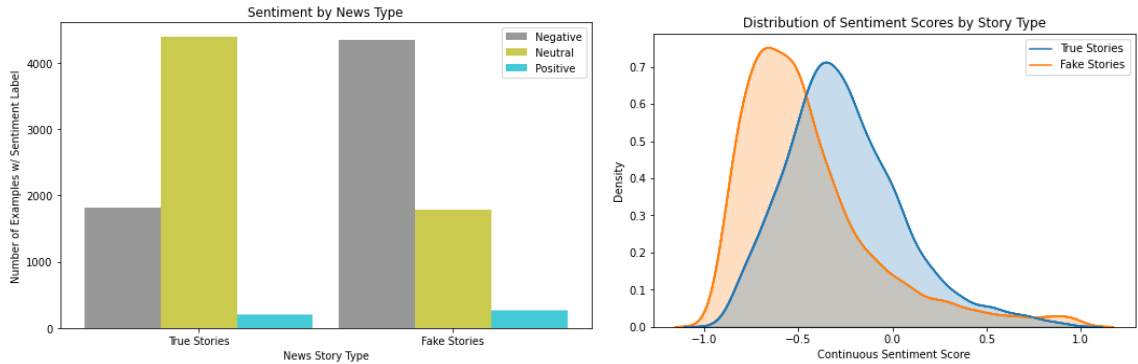 Sentiment by News Type
Number of Examples w/ Sentiment Label
4000
3000
2000
1000
0
Negative
Neutral
Positive
True Stories
Fake Stories
News Story Type
Distribution of Sentiment Scores by Story Type
Density
0.7
0.6
0.5
0.4
0.3
0.2
0.1
0.0
True Stories
Fake Stories
−1.0
−0.5
0.0
0.5
1.0
Continuous Sentiment Score